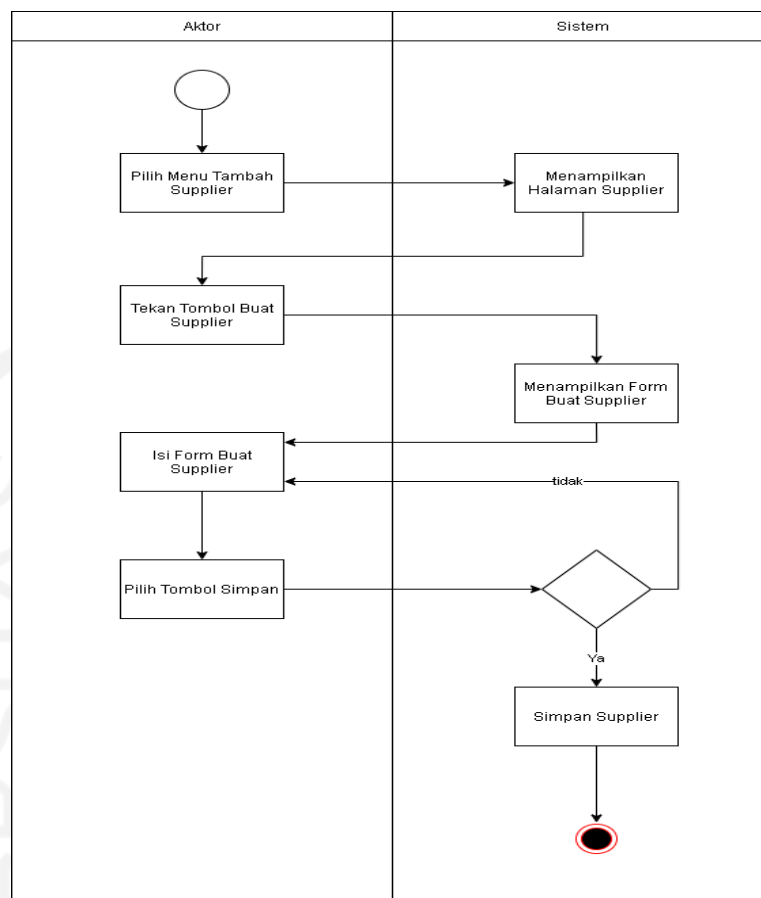 Aktor
Sistem
Pilih Menu Tambah
Supplier
Menampilkan
Halaman Supplier
Tekan Tombol Buat
Supplier
Menampilkan Form
Buat Supplier
Isi Form Buat
Supplier
tidak
Pilih Tombol Simpan
Ya
Simpan Supplier